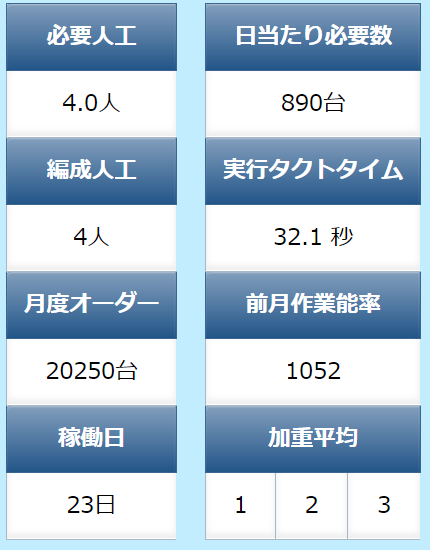 必要人工
4.0人
編成人工
4人
月度オーダー
20250台
稼働日
23日
日当たり必要数
890台
実行タクトタイム
32.1 秒
前月作業能率
1052
加重平均
1 2 3